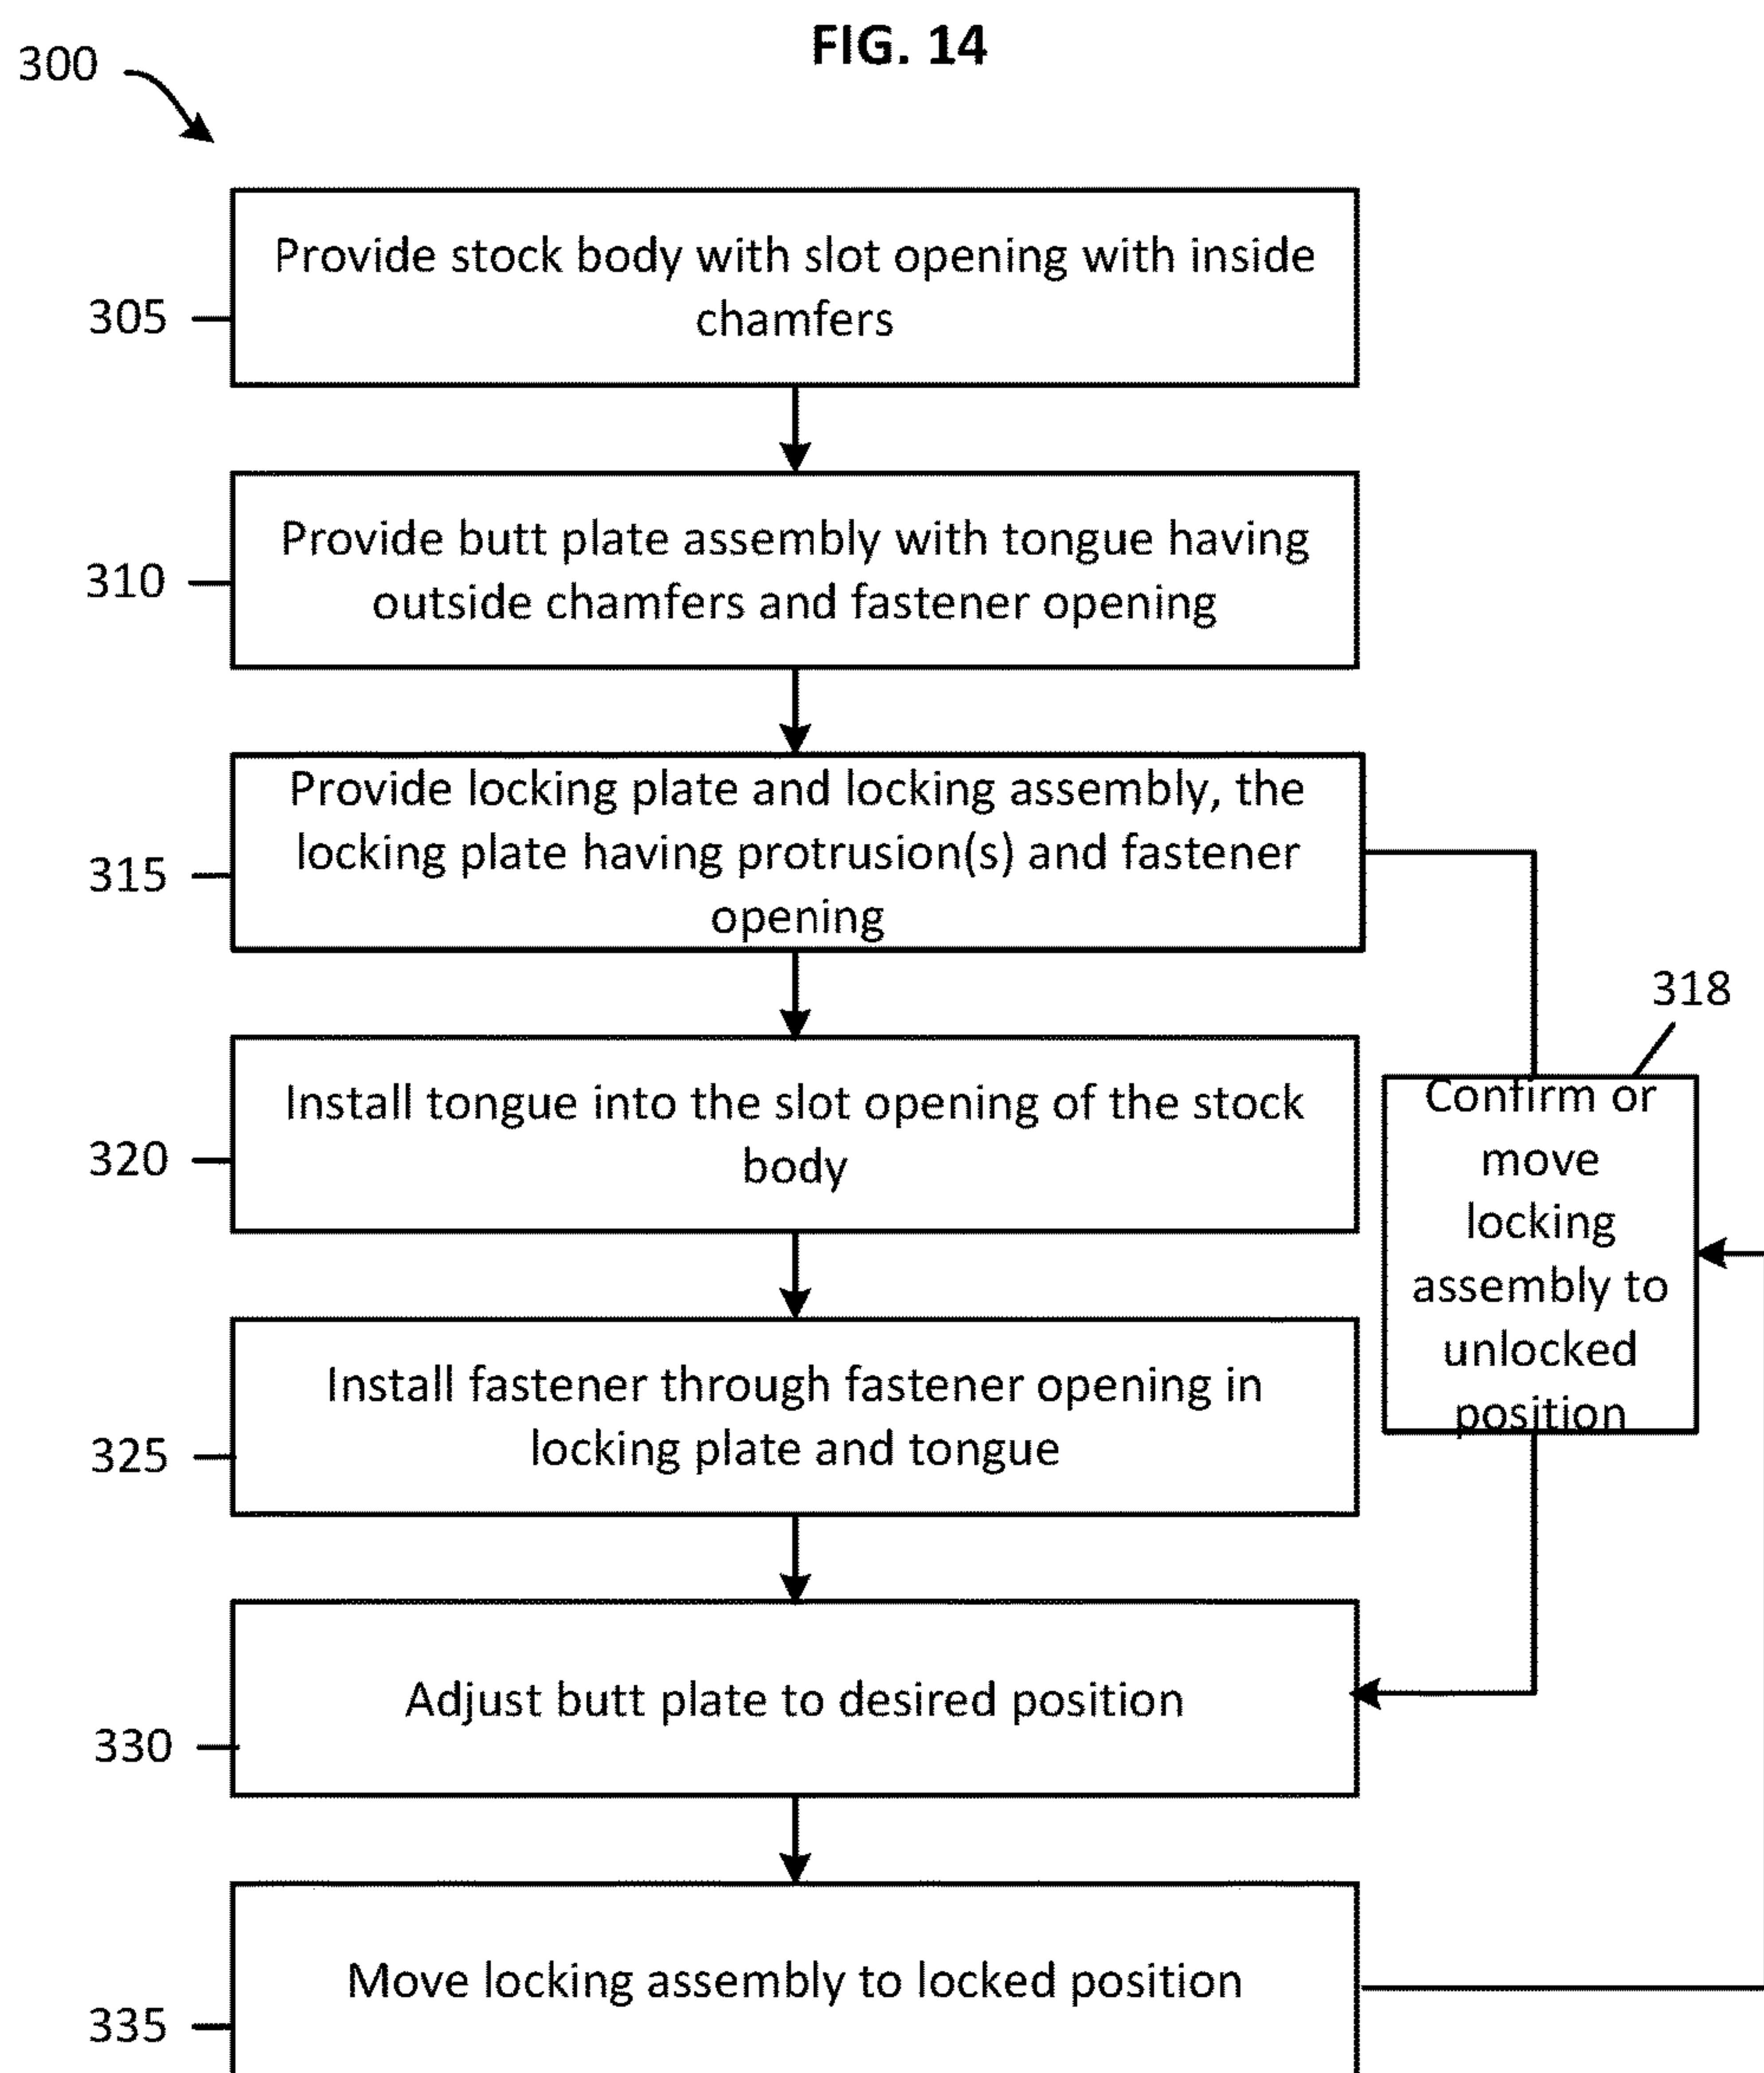 FIG. 14
300
Provide stock body with slot opening with inside
chamfers
305
Provide butt plate assembly with tongue having
outside chamfers and fastener opening
310
Provide locking plate and locking assembly, the
locking plate having protrusion(s) and fastener
opening
315
318
Confirm or
move
locking
assembly to
unlocked
position
Install tongue into the slot opening of the stock
body
320
Install fastener through fastener opening in
locking plate and tongue
325
Adjust butt plate to desired position
330
Move locking assembly to locked position
335